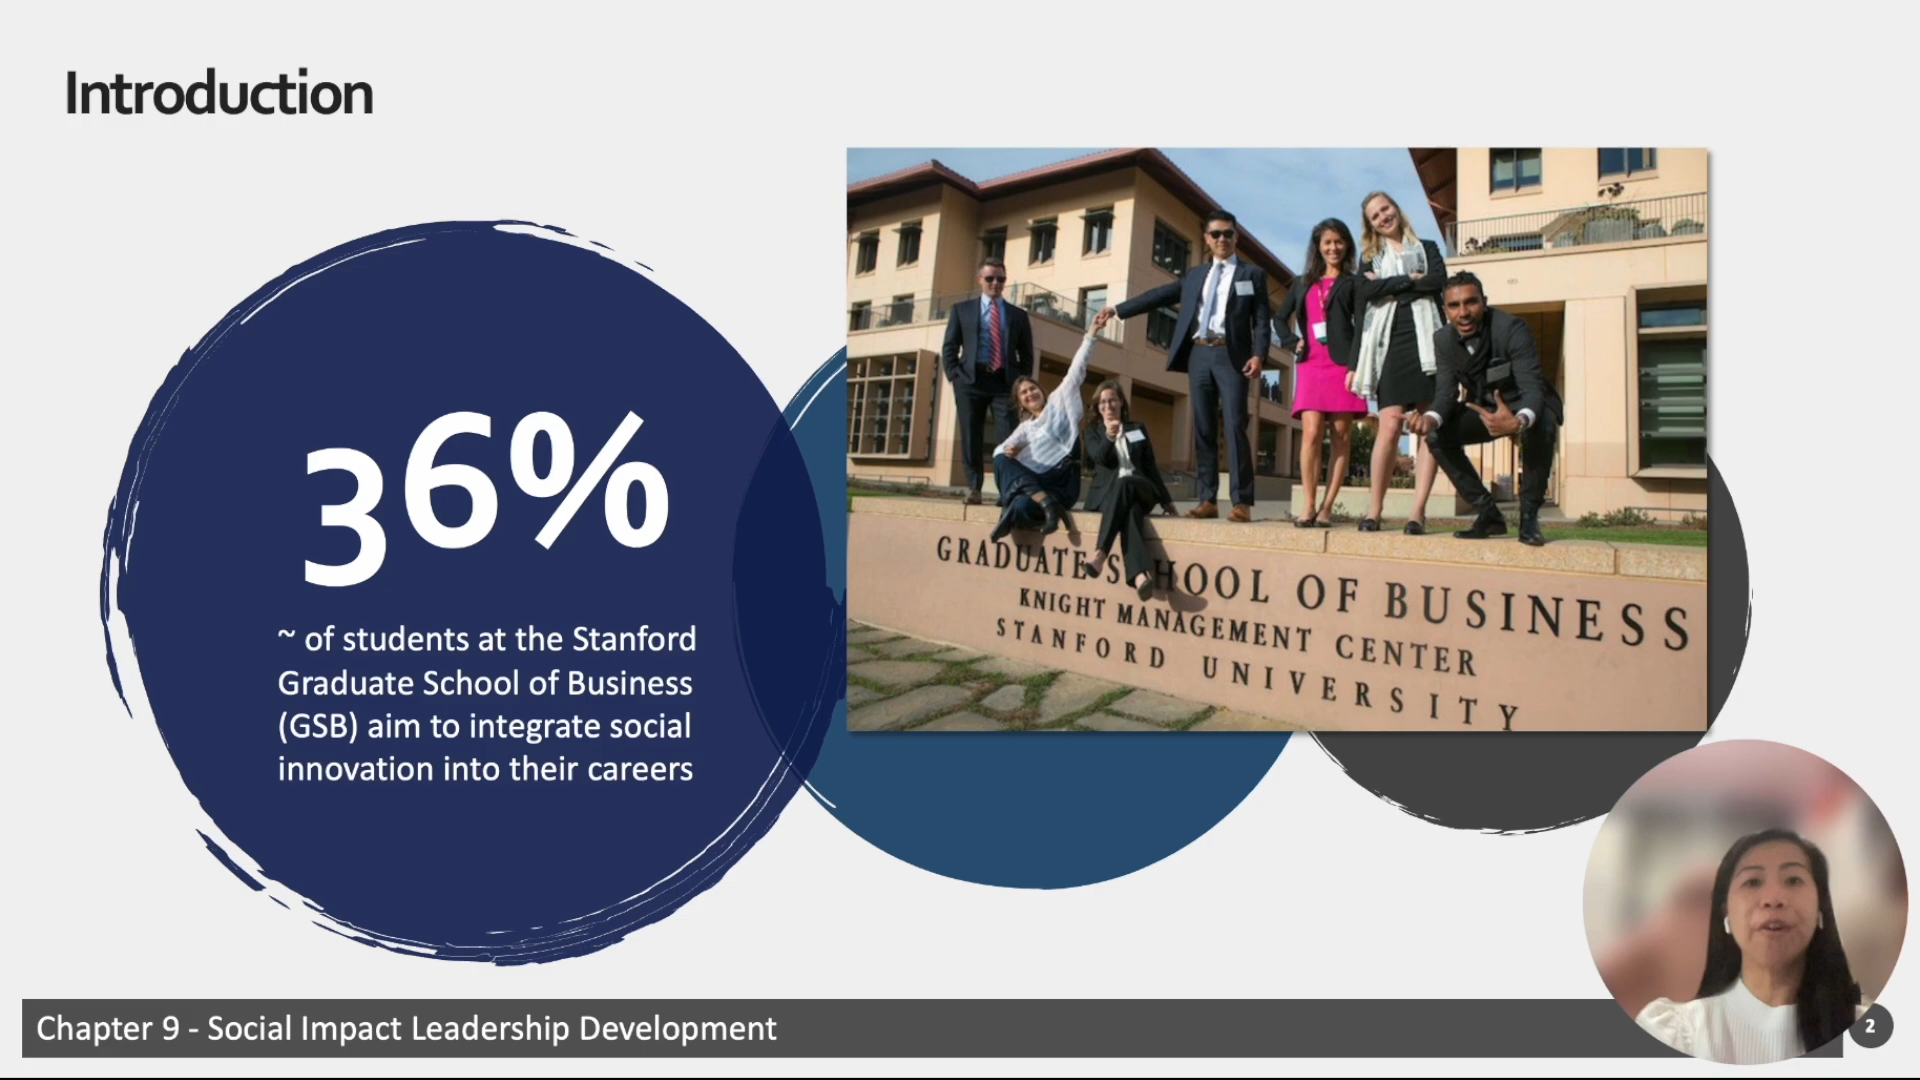 Introduction
36%
~ of students at the Stanford
Graduate School of Business
(GSB) aim to integrate social
innovation into their careers
GRADUATE SCHOOL OF BUSINESS
KNIGHT MANAGEMENT CENTER
STANFORD UNIVERSITY
Chapter 9 - Social Impact Leadership Development
2